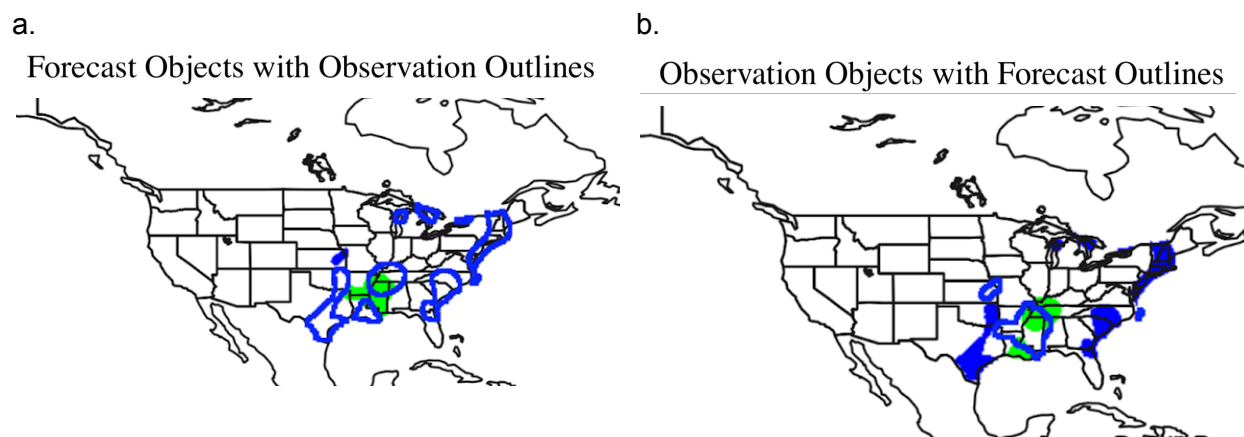 a.
Forecast Objects with Observation Outlines
b.
Observation Objects with Forecast Outlines